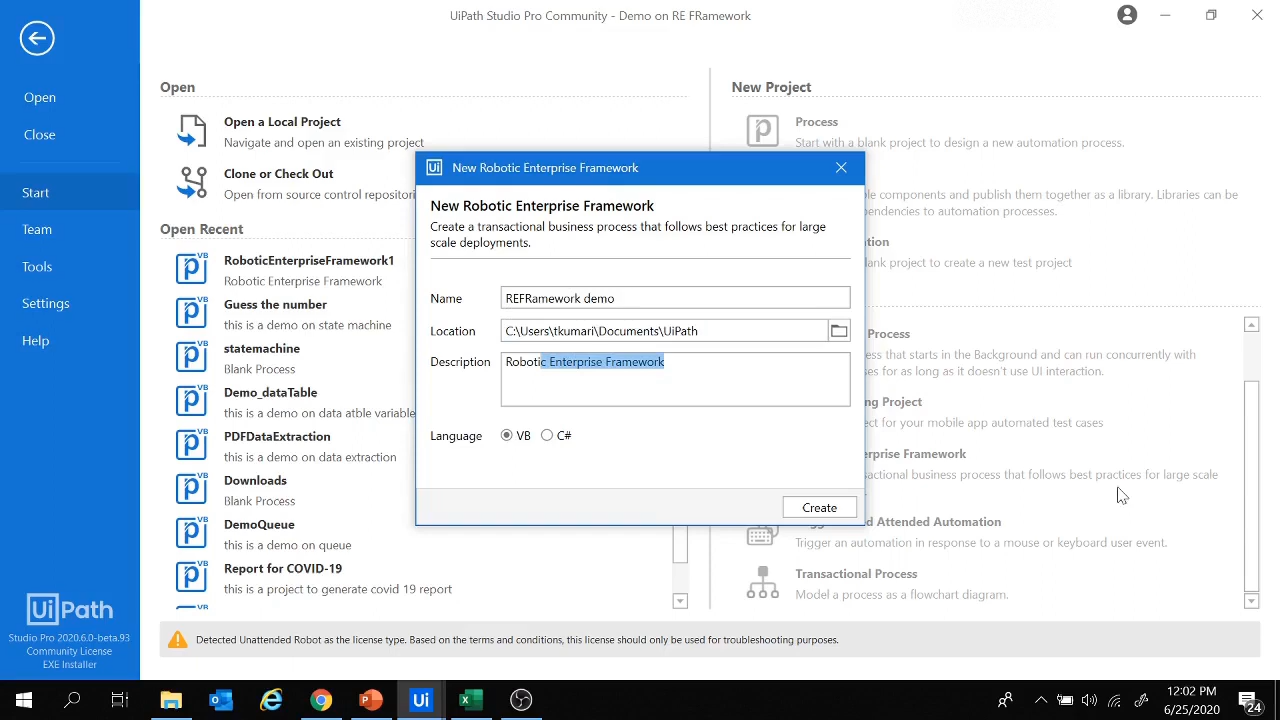 UiPath Studio Pro Community - Demo on RE FRamework
Open
Close
Start
Team
Tools
Settings
Help
UiPath
Studio Pro 2020.6.0-beta.93
Community License
EXE Installer
Open
Open a Local Project
Navigate and open an existing project
Clone or Check Out
Open from source control repositori
Open Recent
RoboticEnterpriseFramework1
Robotic Enterprise Framework
Guess the number
this is a demo on state machine
statemachine
Blank Process
Demo_dataTable
this is a demo on data atble variable
PDFDataExtraction
this is a demo on data extraction
Downloads
Blank Process
DemoQueue
this is a demo on queue
Report for COVID-19
this is a project to generate covid 19 report
New Project
Process
Start with a blank project to design a new automation process.
le components and publish them together as a library. Libraries can be
pendencies to automation processes.
ation
blank project to create a new test project
Process
ess that starts in the Background and can run concurrently with
es for as long as it doesn't use UI interaction.
ng Project
ect for your mobile app automated test cases
erprise Framework
sactional business process that follows best practices for large scale
ed Attended Automation
Trigger an automation in response to a mouse or keyboard user event.
Transactional Process
Model a process as a flowchart diagram.
Ui New Robotic Enterprise Framework
New Robotic Enterprise Framework
Create a transactional business process that follows best practices for large
scale deployments.
Name REFRamework demo
Location C:\Users\tkumari\Documents\UiPath
Description Robotic Enterprise Framework
Language VB C#
Create
Detected Unattended Robot as the license type. Based on the terms and conditions, this license should only be used for troubleshooting purposes.
12:02 PM
6/25/2020
24